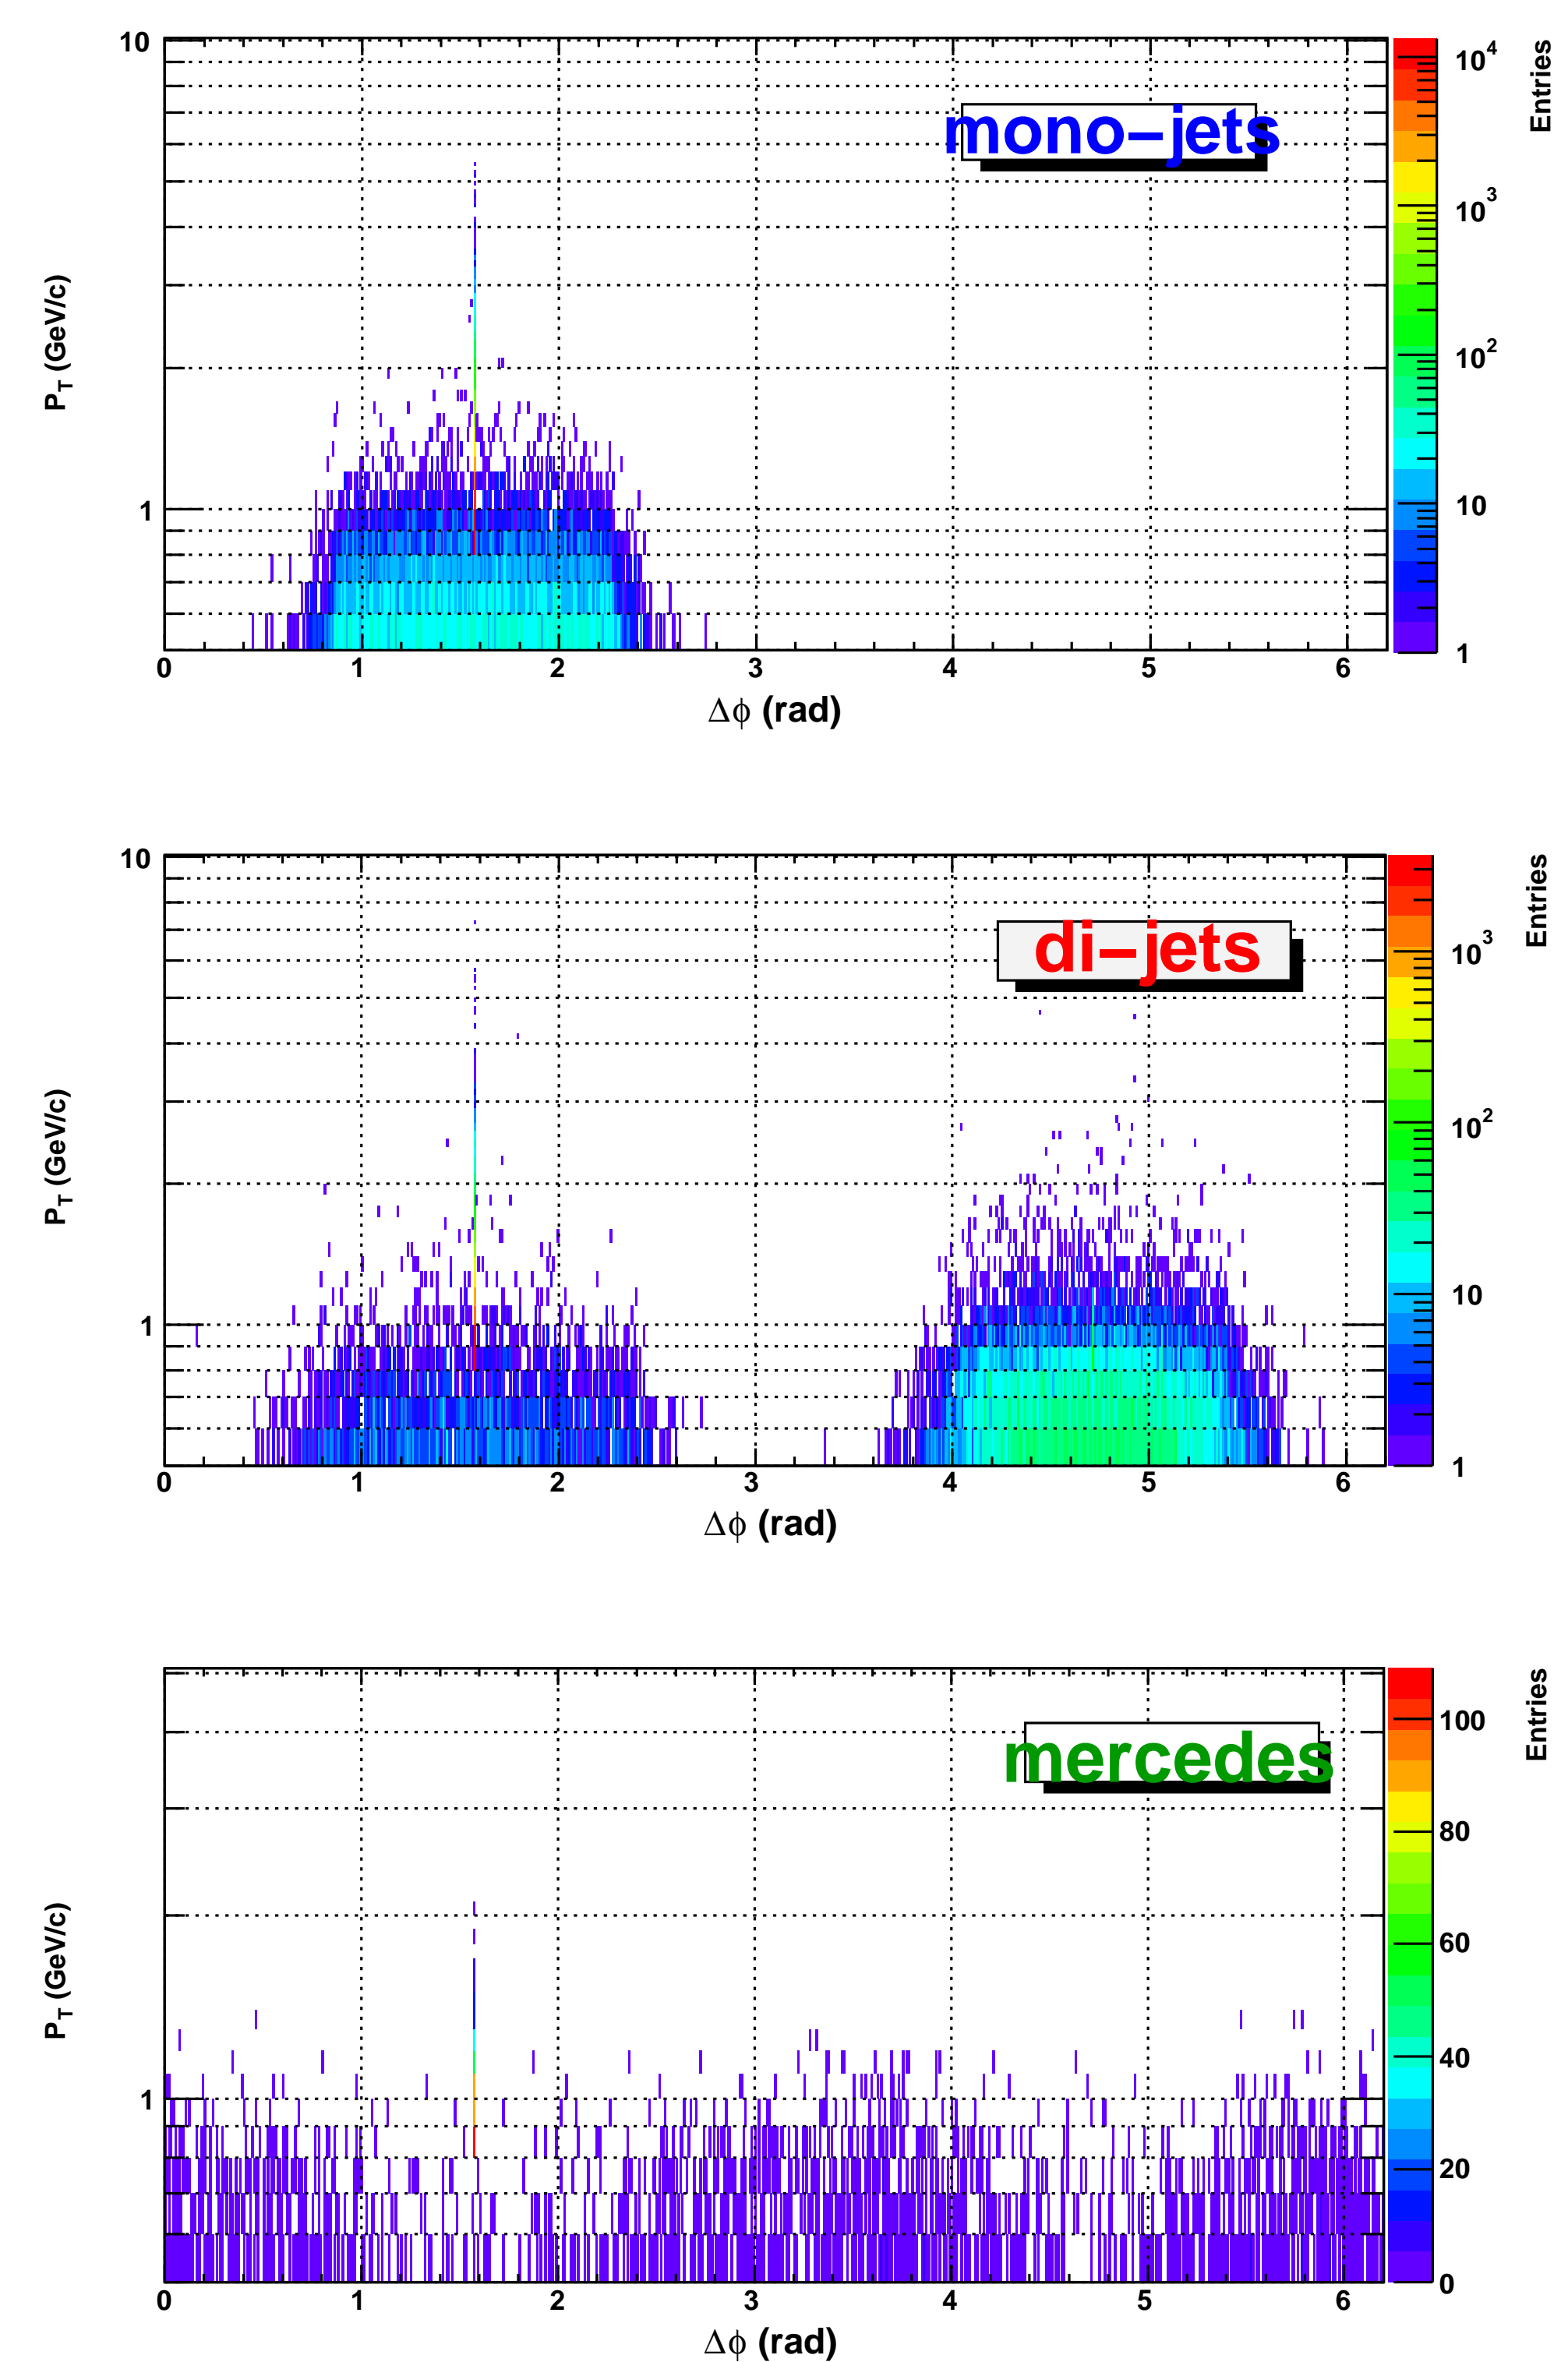 10
1
P_T (GeV/c)
mono−jets
0 1 2 3 4 5 6
Δϕ (rad)
10^4
10^3
10^2
10
1
Entries
10
1
P_T (GeV/c)
di−jets
0 1 2 3 4 5 6
Δϕ (rad)
10^3
10^2
10
1
Entries
1
P_T (GeV/c)
mercedes
0 1 2 3 4 5 6
Δϕ (rad)
100
80
60
40
20
0
Entries